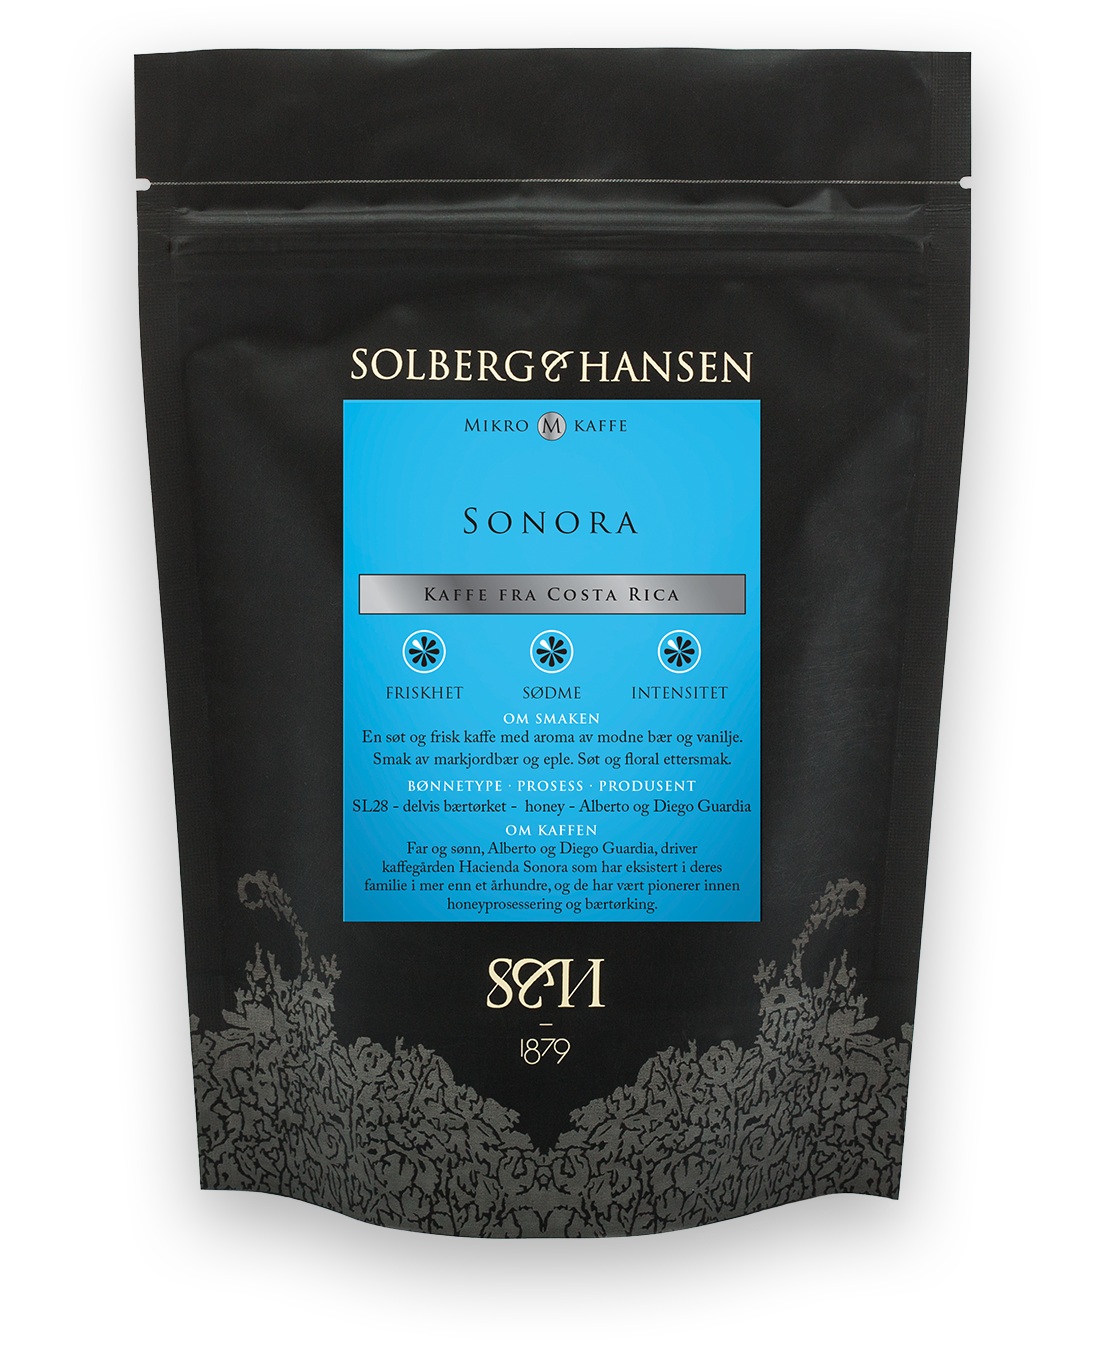 SOLBERG & HANSEN
MIKRO M KAFFE
SONORA
KAFFE FRA COSTA RICA
FRISKHET SØDME INTENSITET
OM SMAKEN
En søt og frisk kaffe med aroma av modne bær og vanilje.
Smak av markjordbær og eple. Søt og floral ettersmak.
BØNNETYPE · PROSESS · PRODUSENT
SL28 - delvis bærtørket - honey - Alberto og Diego Guardia
OM KAFFEN
Far og sønn, Alberto og Diego Guardia, driver
kaffegården Hacienda Sonora som har eksistert i deres
familie i mer enn et århundre, og de har vært pionerer innen
honeyprosessering og bærtørking.
S&H
1879